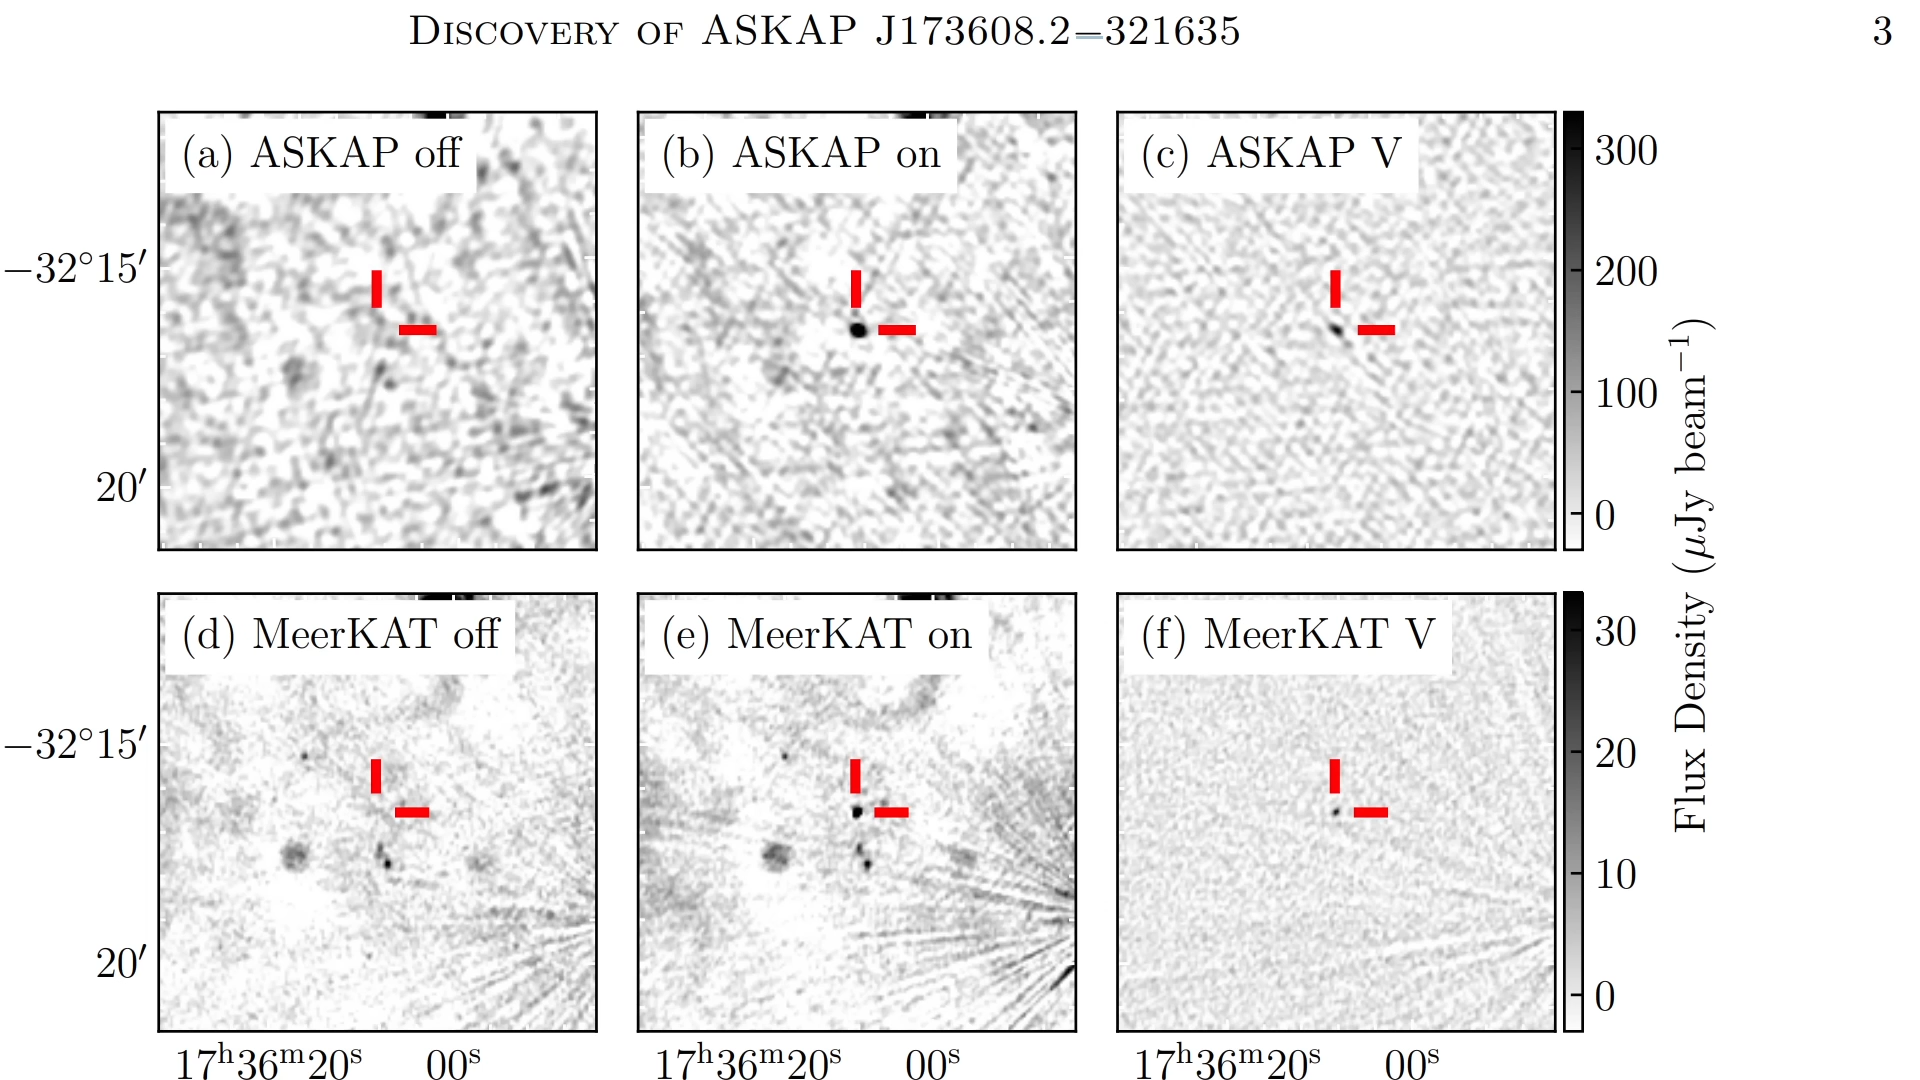 DISCOVERY OF ASKAP J173608.2−321635 3
(a) ASKAP off
(b) ASKAP on
(c) ASKAP V
−32°15′
20′
300
200
100
0
(d) MeerKAT off
(e) MeerKAT on
(f) MeerKAT V
−32°15′
20′
30
20
10
0
Flux Density (μJy beam⁻¹)
17ʰ36ᵐ20ˢ 00ˢ 17ʰ36ᵐ20ˢ 00ˢ 17ʰ36ᵐ20ˢ 00ˢ